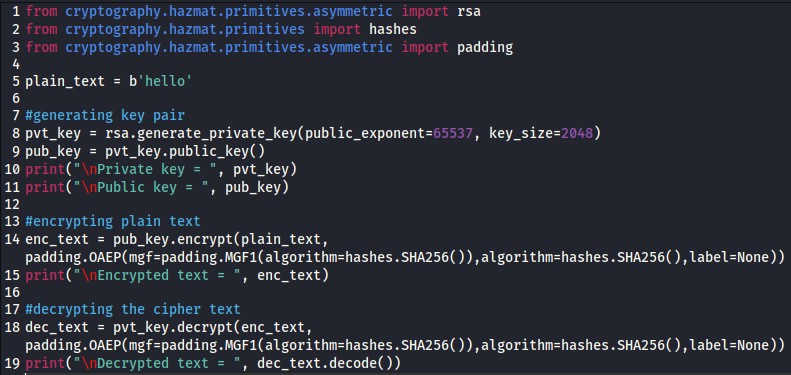 1 from cryptography.hazmat.primitives.asymmetric import rsa
2 from cryptography.hazmat.primitives import hashes
3 from cryptography.hazmat.primitives.asymmetric import padding
4
5 plain_text = b'hello'
6
7 #generating key pair
8 pvt_key = rsa.generate_private_key(public_exponent=65537, key_size=2048)
9 pub_key = pvt_key.public_key()
10 print("\nPrivate key = ", pvt_key)
11 print("\nPublic key = ", pub_key)
12
13 #encrypting plain text
14 enc_text = pub_key.encrypt(plain_text,
padding.OAEP(mgf=padding.MGF1(algorithm=hashes.SHA256()),algorithm=hashes.SHA256(),label=None))
15 print("\nEncrypted text = ", enc_text)
16
17 #decrypting the cipher text
18 dec_text = pvt_key.decrypt(enc_text,
padding.OAEP(mgf=padding.MGF1(algorithm=hashes.SHA256()),algorithm=hashes.SHA256(),label=None))
19 print("\nDecrypted text = ", dec_text.decode())